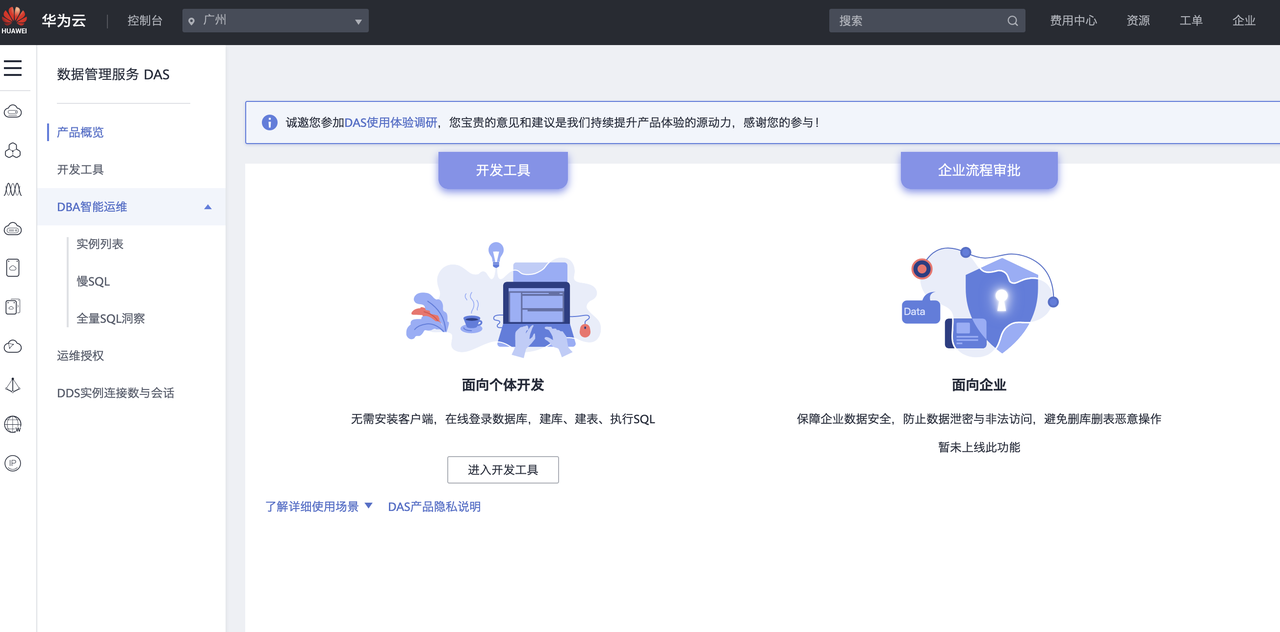 HUAWEI
华为云
控制台
广州
搜索
费用中心
资源
工单
企业
数据管理服务 DAS
产品概览
开发工具
DBA智能运维
实例列表
慢SQL
全量SQL洞察
运维授权
DDS实例连接数与会话
诚邀您参加DAS使用体验调研，您宝贵的意见和建议是我们持续提升产品体验的源动力，感谢您的参与！
开发工具
面向个体开发
无需安装客户端，在线登录数据库，建库、建表、执行SQL
进入开发工具
了解详细使用场景
DAS产品隐私说明
企业流程审批
Data
面向企业
保障企业数据安全，防止数据泄密与非法访问，避免删库删表恶意操作
暂未上线此功能
IP